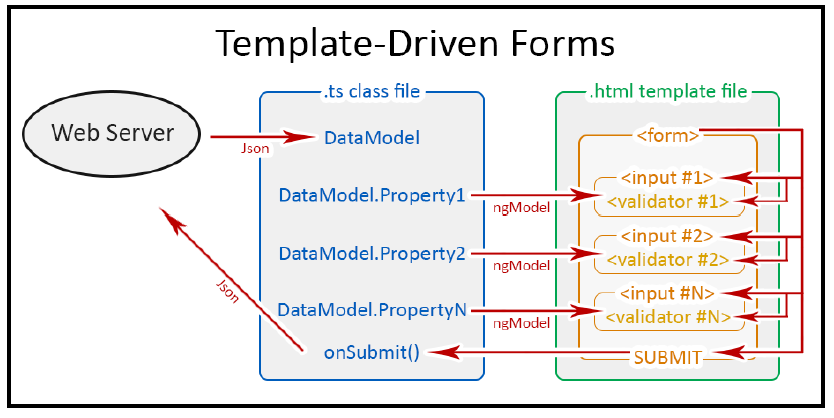 Template-Driven Forms
.ts class file
.html template file
Web Server
Json
DataModel
<form>
<input #1>
DataModel.Property1
ngModel
<validator #1>
<input #2>
DataModel.Property2
ngModel
<validator #2>
Json
<input #N>
DataModel.PropertyN
ngModel
<validator #N>
onSubmit()
SUBMIT